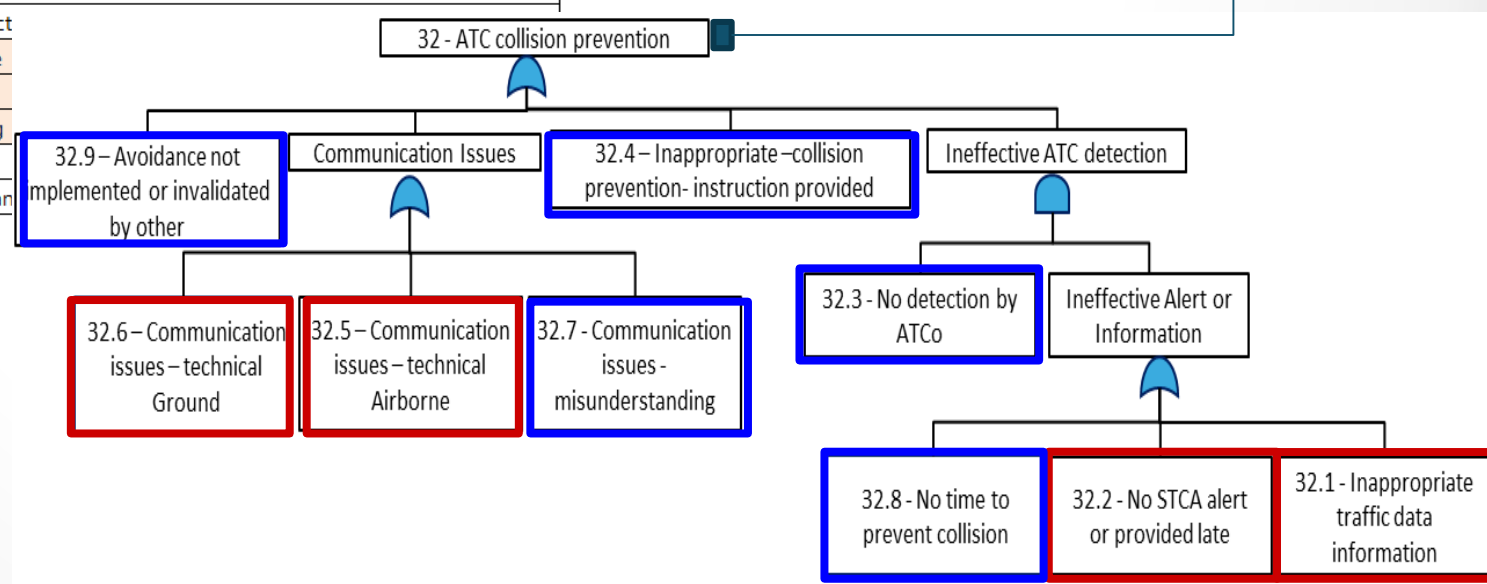 ct
e
g
an
32 - ATC collision prevention
32.9 – Avoidance not
implemented or invalidated
by other
Communication Issues
32.4 – Inappropriate –collision
prevention- instruction provided
Ineffective ATC detection
32.6 – Communication
issues – technical
Ground
32.5 – Communication
issues – technical
Airborne
32.7 - Communication
issues -
misunderstanding
32.3 - No detection by
ATCo
Ineffective Alert or
Information
32.8 - No time to
prevent collision
32.2 - No STCA alert
or provided late
32.1 - Inappropriate
traffic data
information